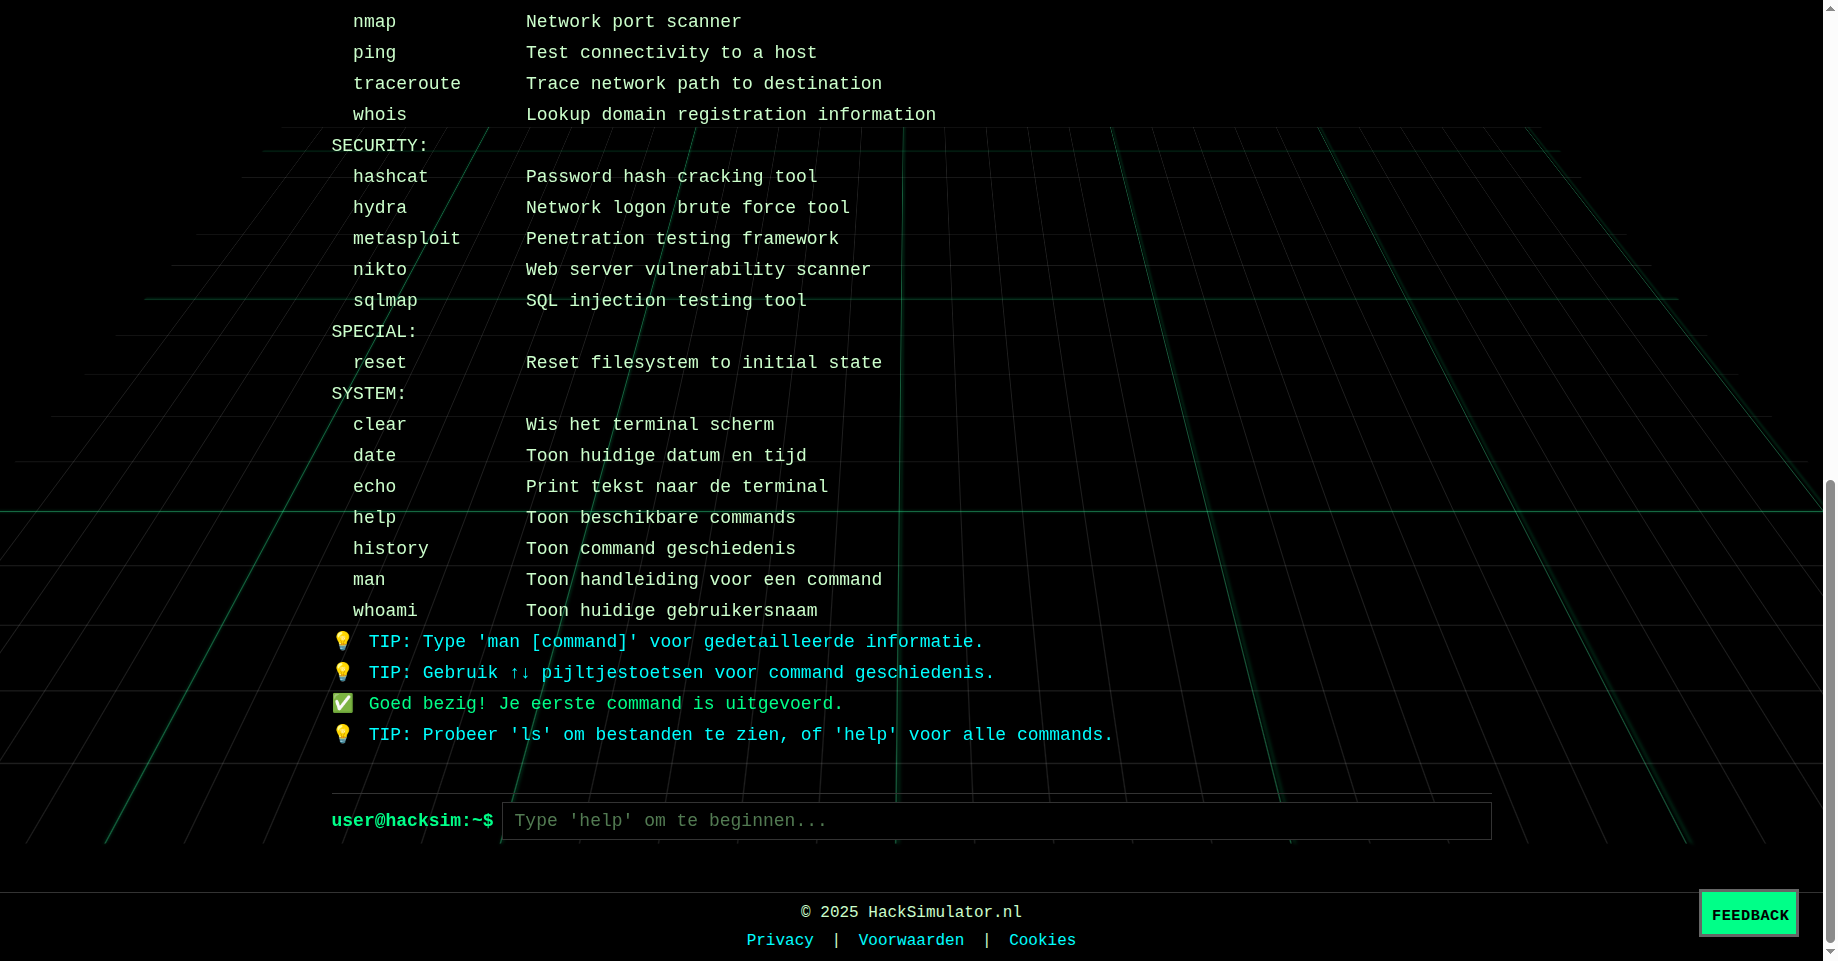 nmap Network port scanner
ping Test connectivity to a host
traceroute Trace network path to destination
whois Lookup domain registration information
SECURITY:
hashcat Password hash cracking tool
hydra Network logon brute force tool
metasploit Penetration testing framework
nikto Web server vulnerability scanner
sqlmap SQL injection testing tool
SPECIAL:
reset Reset filesystem to initial state
SYSTEM:
clear Wis het terminal scherm
date Toon huidige datum en tijd
echo Print tekst naar de terminal
help Toon beschikbare commands
history Toon command geschiedenis
man Toon handleiding voor een command
whoami Toon huidige gebruikersnaam
💡 TIP: Type 'man [command]' voor gedetailleerde informatie.
💡 TIP: Gebruik ↑↓ pijltjestoetsen voor command geschiedenis.
✅ Goed bezig! Je eerste command is uitgevoerd.
💡 TIP: Probeer 'ls' om bestanden te zien, of 'help' voor alle commands.
user@hacksim:~$ Type 'help' om te beginnen...
© 2025 HackSimulator.nl
FEEDBACK
Privacy | Voorwaarden | Cookies